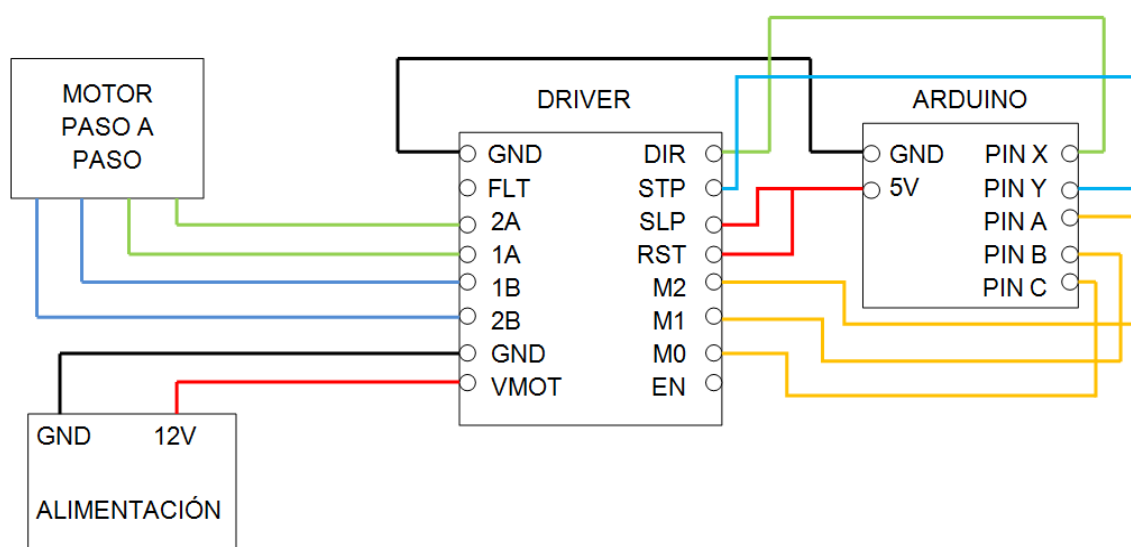 MOTOR
PASO A
PASO
DRIVER
GND
FLT
2A
1A
1B
2B
GND
VMOT
DIR
STP
SLP
RST
M2
M1
M0
EN
ARDUINO
GND
5V
PIN X
PIN Y
PIN A
PIN B
PIN C
GND 12V
ALIMENTACIÓN